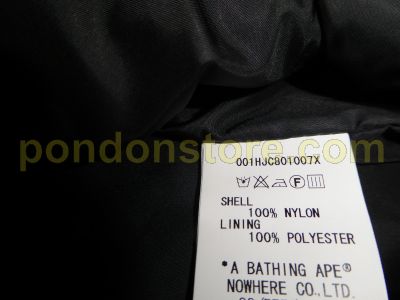 001HJC801007X
pondonstore.com
SHELL
100% NYLON
LINING
100% POLYESTER
*A BATHING APE®
NOWHERE CO.,LTD.